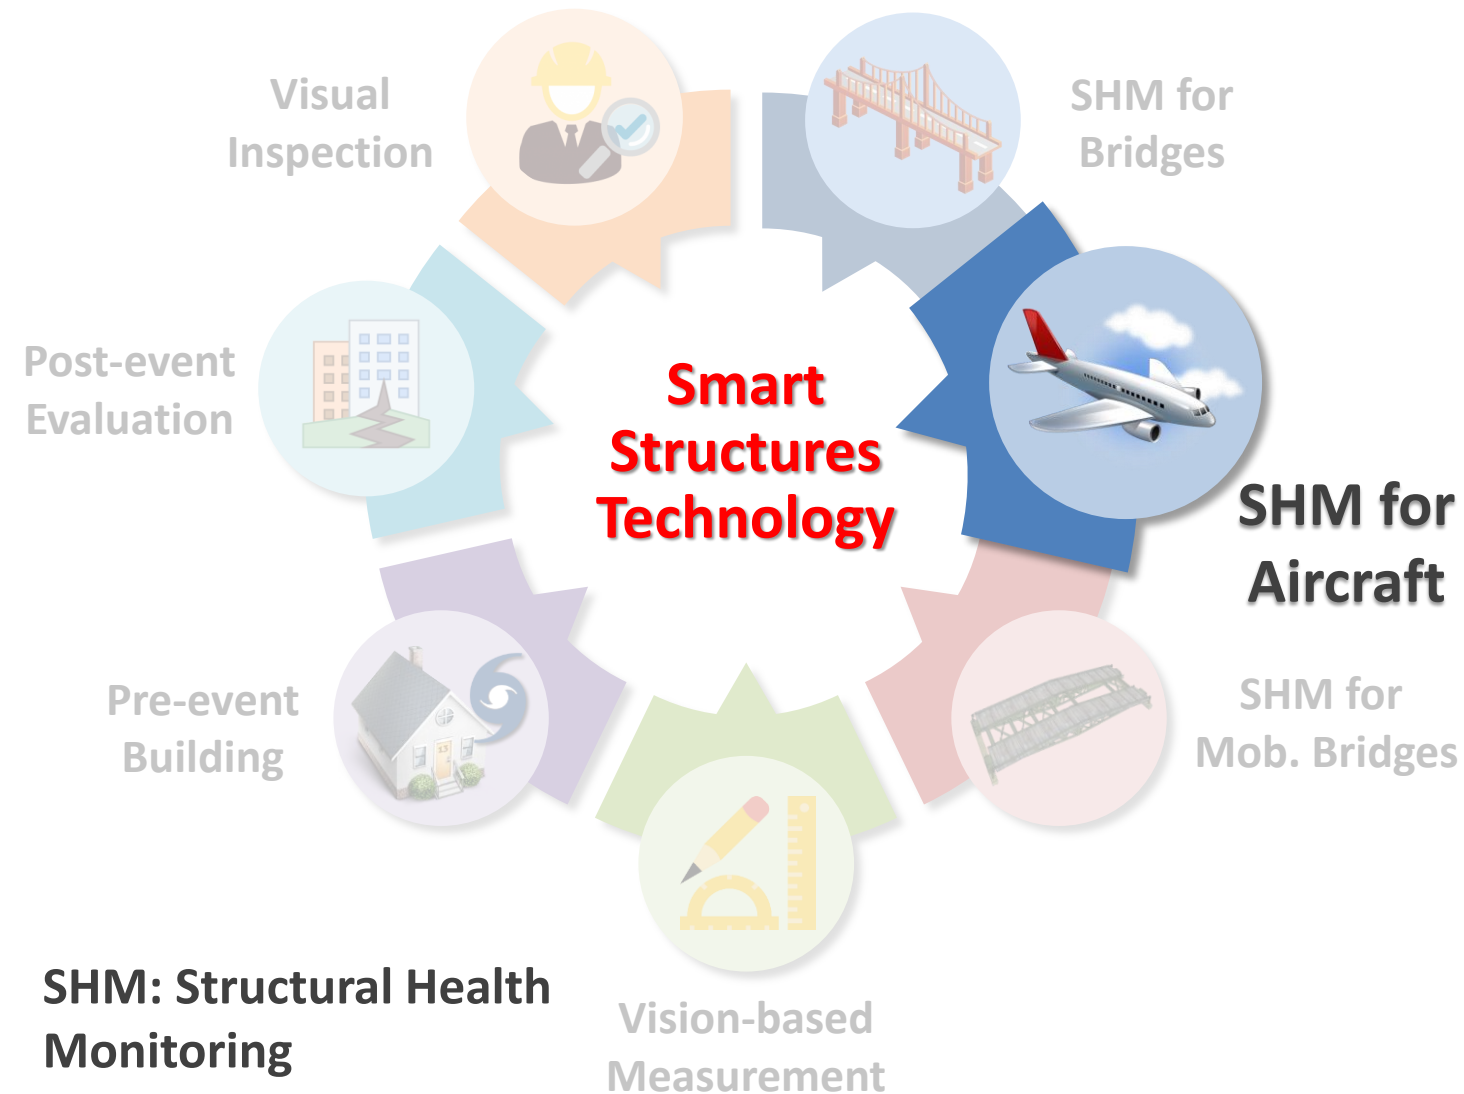 Visual
Inspection
SHM for
Bridges
Post-event
Evaluation
Smart
Structures
Technology
SHM for
Aircraft
Pre-event
Building
13
SHM for
Mob. Bridges
Vision-based
Measurement
SHM: Structural Health
Monitoring